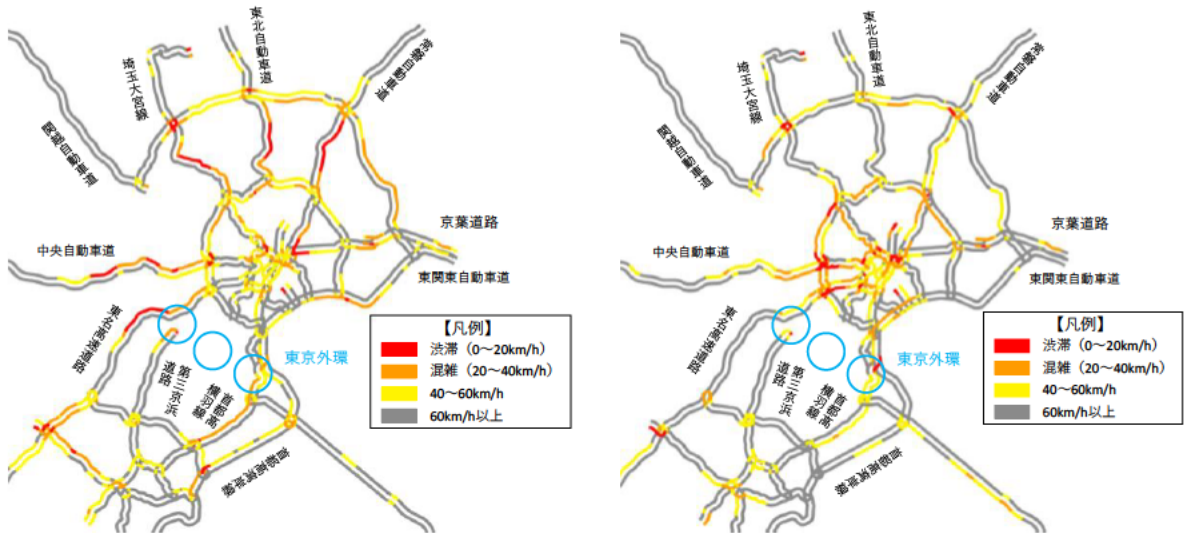 東北自動車道
常磐自動車道
埼玉大宮線
関越自動車道
京葉道路
中央自動車道
東関東自動車道
東名高速道路
東京外環
第三京浜道路
首都高横羽線
首都高湾岸線
【凡例】
渋滞（0～20km/h）
混雑（20～40km/h）
40～60km/h
60km/h以上
東北自動車道
常磐自動車道
埼玉大宮線
関越自動車道
京葉道路
中央自動車道
東関東自動車道
東名高速道路
東京外環
第三京浜道路
首都高横羽線
首都高湾岸線
【凡例】
渋滞（0～20km/h）
混雑（20～40km/h）
40～60km/h
60km/h以上